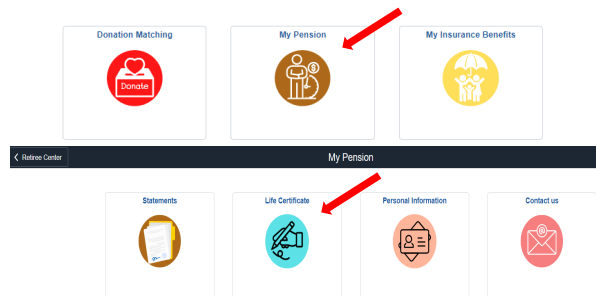 Donation Matching
My Pension
My Insurance Benefits
Donate
$
Retiree Center
My Pension
Statements
Life Certificate
Personal Information
Contact us
@